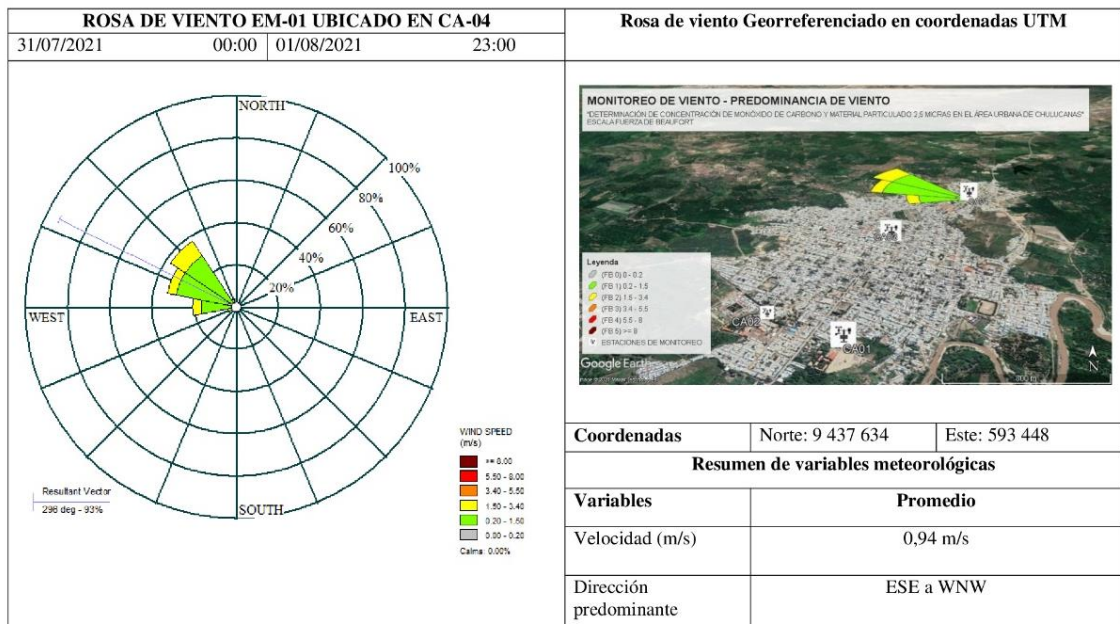 ROSA DE VIENTO EM-01 UBICADO EN CA-04
31/07/2021 00:00 01/08/2021 23:00
NORTH
100%
80%
60%
40%
20%
WEST
EAST
SOUTH
Resultant Vector
298 deg - 93%
WIND SPEED
(m/s)
>= 8.00
5.50 - 8.00
3.40 - 5.50
1.50 - 3.40
0.20 - 1.50
0.00 - 0.20
Calms: 0.00%
Rosa de viento Georreferenciado en coordenadas UTM
MONITOREO DE VIENTO - PREDOMINANCIA DE VIENTO
"DETERMINACIÓN DE CONCENTRACIÓN DE MONÓXIDO DE CARBONO Y MATERIAL PARTICULADO 2,5 MICRAS EN EL ÁREA URBANA DE CHULUCANAS"
ESCALA FUERZA DE BEAUFORT
Leyenda
(FB 0) 0 - 0.2
(FB 1) 0.2 - 1.5
(FB 2) 1.5 - 3.4
(FB 3) 3.4 - 5.5
(FB 4) 5.5 - 8
(FB 5) >= 8
ESTACIONES DE MONITOREO
CA01
Google Earth
N
Coordenadas Norte: 9 437 634 Este: 593 448
Resumen de variables meteorológicas
Variables Promedio
Velocidad (m/s) 0,94 m/s
Dirección
predominante ESE a WNW